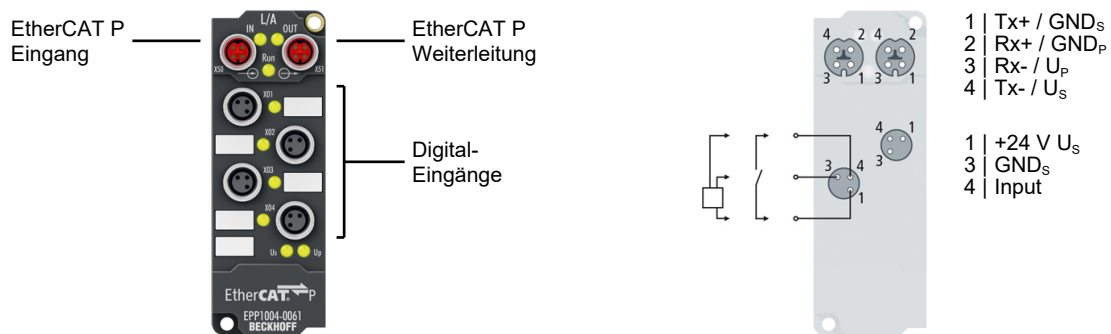 EtherCAT P
Eingang
L/A
IN
OUT
EtherCAT P
Weiterleitung
Run
X50
X51
X01
X02
X03
X04
Digital-
Eingänge
Us
Up
EtherCAT® P
EPP1004-0061
BECKHOFF
4 2
3 1
4 2
3 1
4 1
3
3 4
1
1 | Tx+ / GNDS
2 | Rx+ / GNDP
3 | Rx- / UP
4 | Tx- / US
1 | +24 V US
3 | GNDS
4 | Input